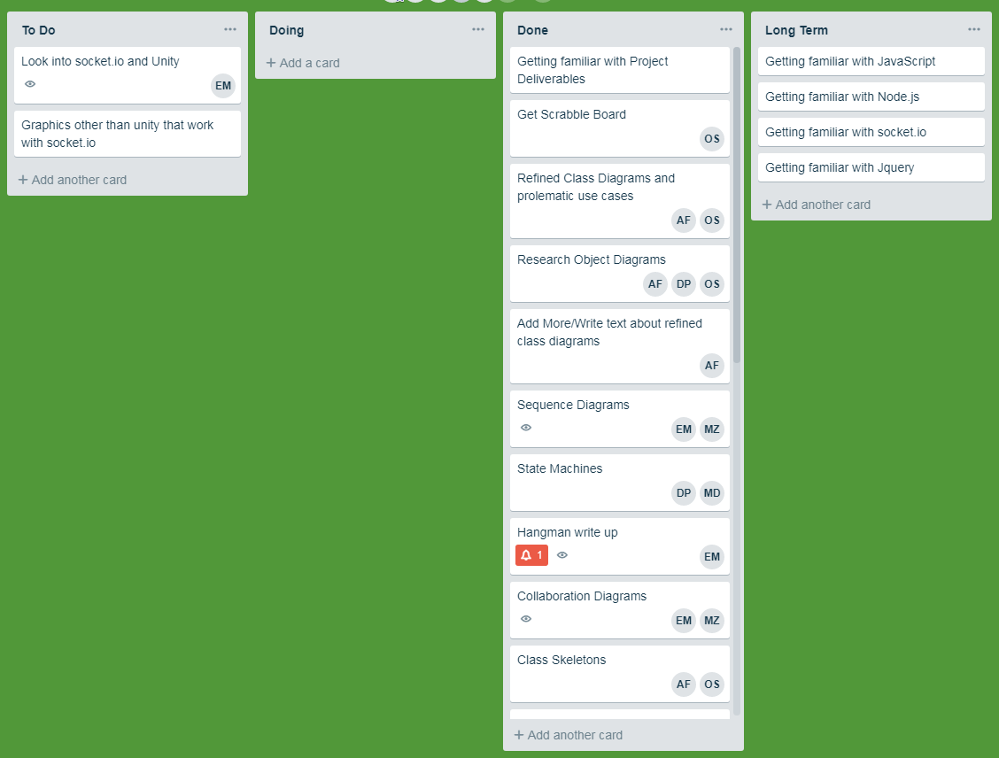 To Do
Look into socket.io and Unity
EM
Graphics other than unity that work
with socket.io
+ Add another card
Doing
+ Add a card
Done
Getting familiar with Project
Deliverables
Get Scrabble Board
OS
Refined Class Diagrams and
prolematic use cases
AF OS
Research Object Diagrams
AF DP OS
Add More/Write text about refined
class diagrams
AF
Sequence Diagrams
EM MZ
State Machines
DP MD
Hangman write up
1
EM
Collaboration Diagrams
EM MZ
Class Skeletons
AF OS
+ Add another card
Long Term
Getting familiar with JavaScript
Getting familiar with Node.js
Getting familiar with socket.io
Getting familiar with Jquery
+ Add another card